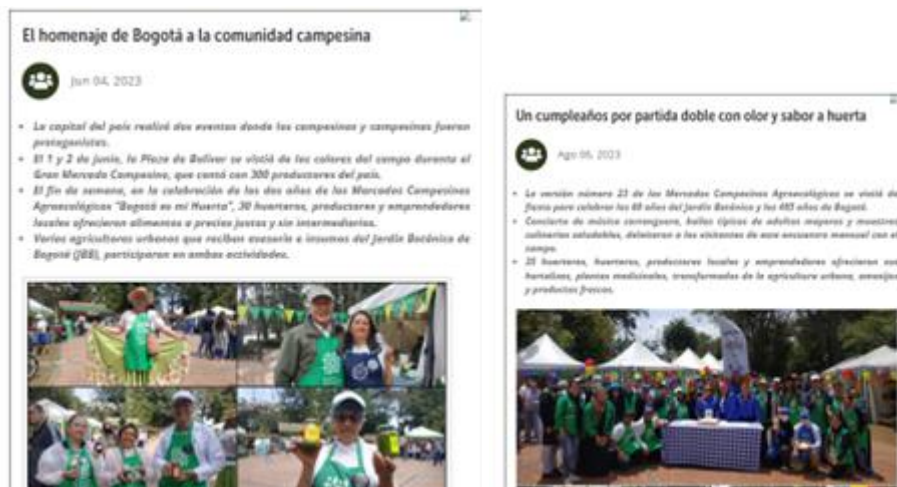 El homenaje de Bogotá a la comunidad campesina
Jun 04, 2023
La capital del país realizó dos eventos donde los campesinos y campesinas fueron
protagonistas.
El 1 y 2 de junio, la Plaza de Bolívar se vistió de los colores del campo durante el
Gran Mercado Campesino, que contó con 300 productores del país.
El fin de semana, en la celebración de los dos años de los Mercados Campesinos
Agroecológicos "Bogotá es mi Huerta", 30 huerteros, productores y emprendedores
locales ofrecieron alimentos a precios justos y sin intermediarios.
Varios agricultores urbanos que reciben asesoría e insumos del Jardín Botánico de
Bogotá (JBB), participaron en ambas actividades.
Un cumpleaños por partida doble con olor y sabor a huerta
Ago 06, 2023
La versión número 23 de los Mercados Campesinos Agroecológicos se vistió de
fiesta para celebrar los 68 años del Jardín Botánico y los 485 años de Bogotá.
Concierto de música carranguera, bailes típicos de adultos mayores y muestras
culinarias saludables, deleitaron a los visitantes de este encuentro mensual con el
campo.
huerteros, huerteras, productores locales y emprendedores ofrecieron sus
hortalizas, plantas medicinales, transformados de la agricultura urbana, amasijos
y productos frescos.